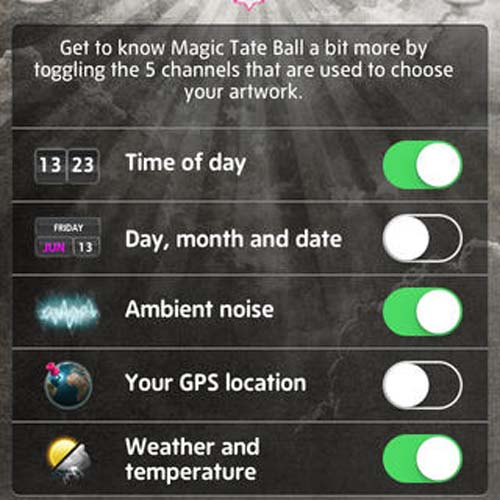 Get to know Magic Tate Ball a bit more by
toggling the 5 channels that are used to choose
your artwork.
13 23
Time of day
FRIDAY
JUN 13
Day, month and date
Ambient noise
Your GPS location
Weather and
temperature